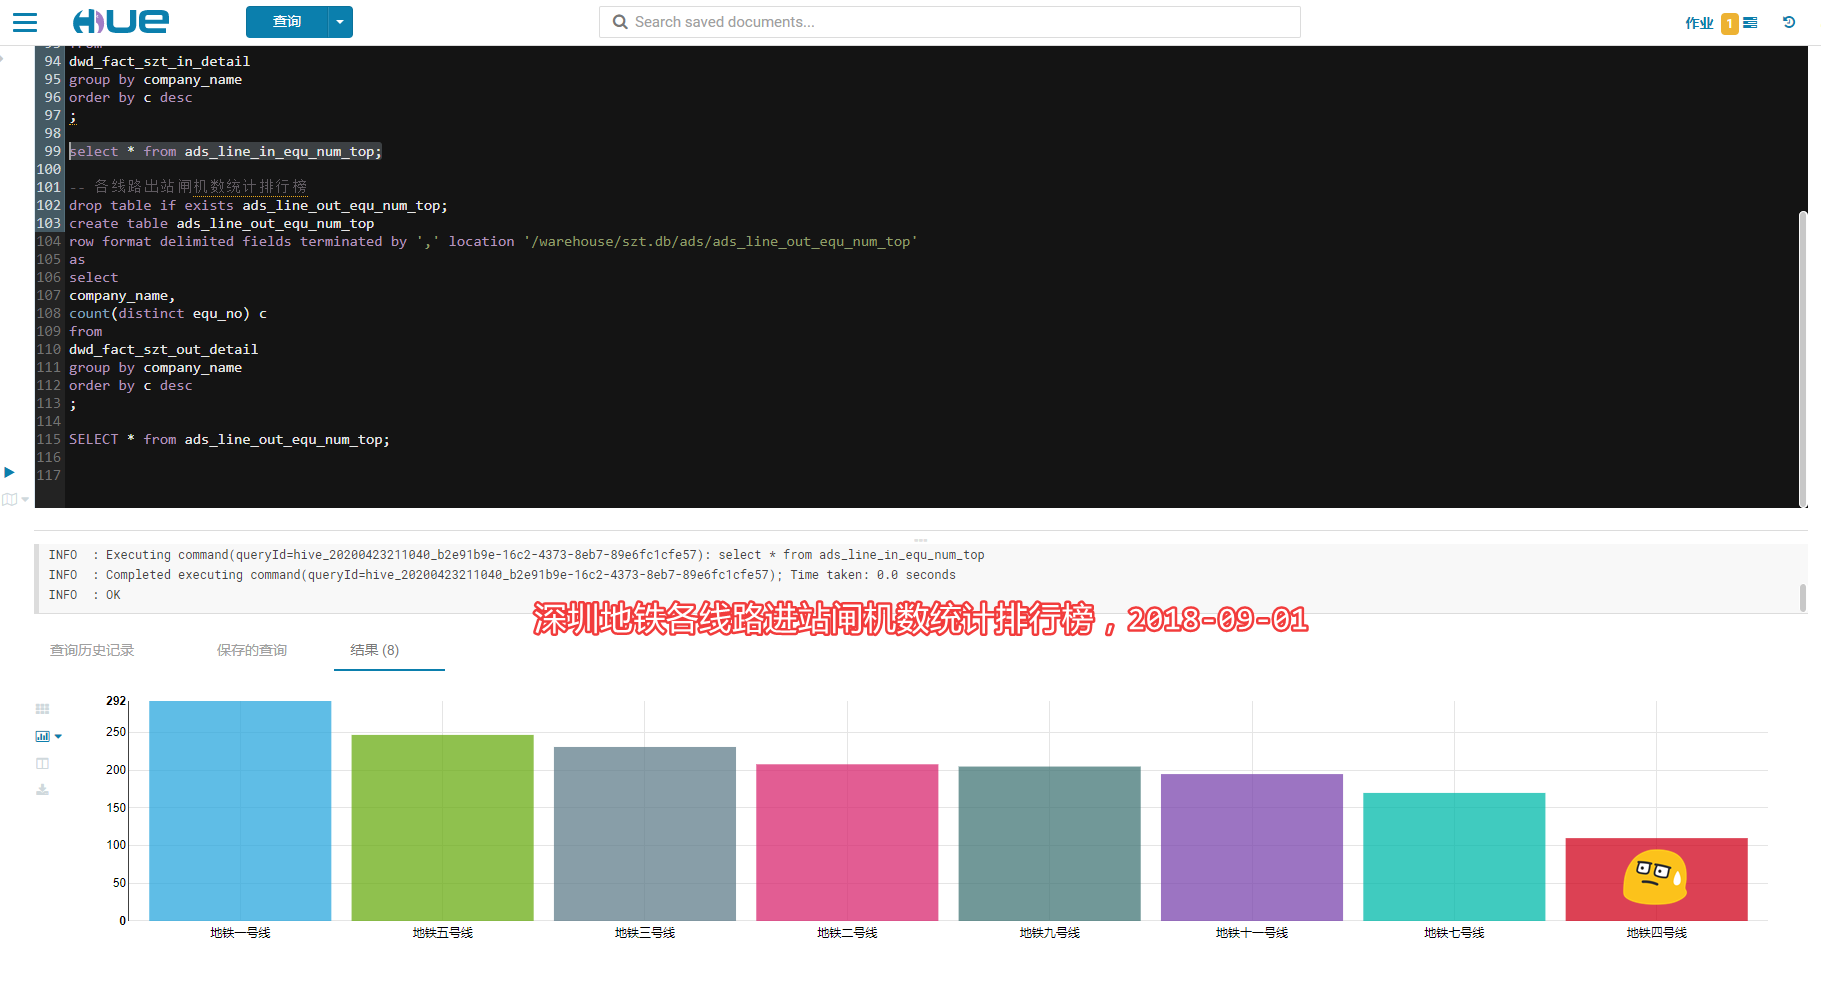 HUE
查询
Search saved documents...
作业 1
93 from
94 dwd_fact_szt_in_detail
95 group by company_name
96 order by c desc
97 ;
98
99 select * from ads_line_in_equ_num_top;
100
101 -- 各线路出站闸机数统计排行榜
102 drop table if exists ads_line_out_equ_num_top;
103 create table ads_line_out_equ_num_top
104 row format delimited fields terminated by ',' location '/warehouse/szt.db/ads/ads_line_out_equ_num_top'
105 as
106 select
107 company_name,
108 count(distinct equ_no) c
109 from
110 dwd_fact_szt_out_detail
111 group by company_name
112 order by c desc
113 ;
114
115 SELECT * from ads_line_out_equ_num_top;
116
117
INFO : Executing command(queryId=hive_20200423211040_b2e91b9e-16c2-4373-8eb7-89e6fc1cfe57): select * from ads_line_in_equ_num_top
INFO : Completed executing command(queryId=hive_20200423211040_b2e91b9e-16c2-4373-8eb7-89e6fc1cfe57); Time taken: 0.0 seconds
INFO : OK
深圳地铁各线路进站闸机数统计排行榜，2018-09-01
查询历史记录 保存的查询 结果 (8)
292
250
200
150
100
50
0
地铁一号线 地铁五号线 地铁三号线 地铁二号线 地铁九号线 地铁十一号线 地铁七号线 地铁四号线